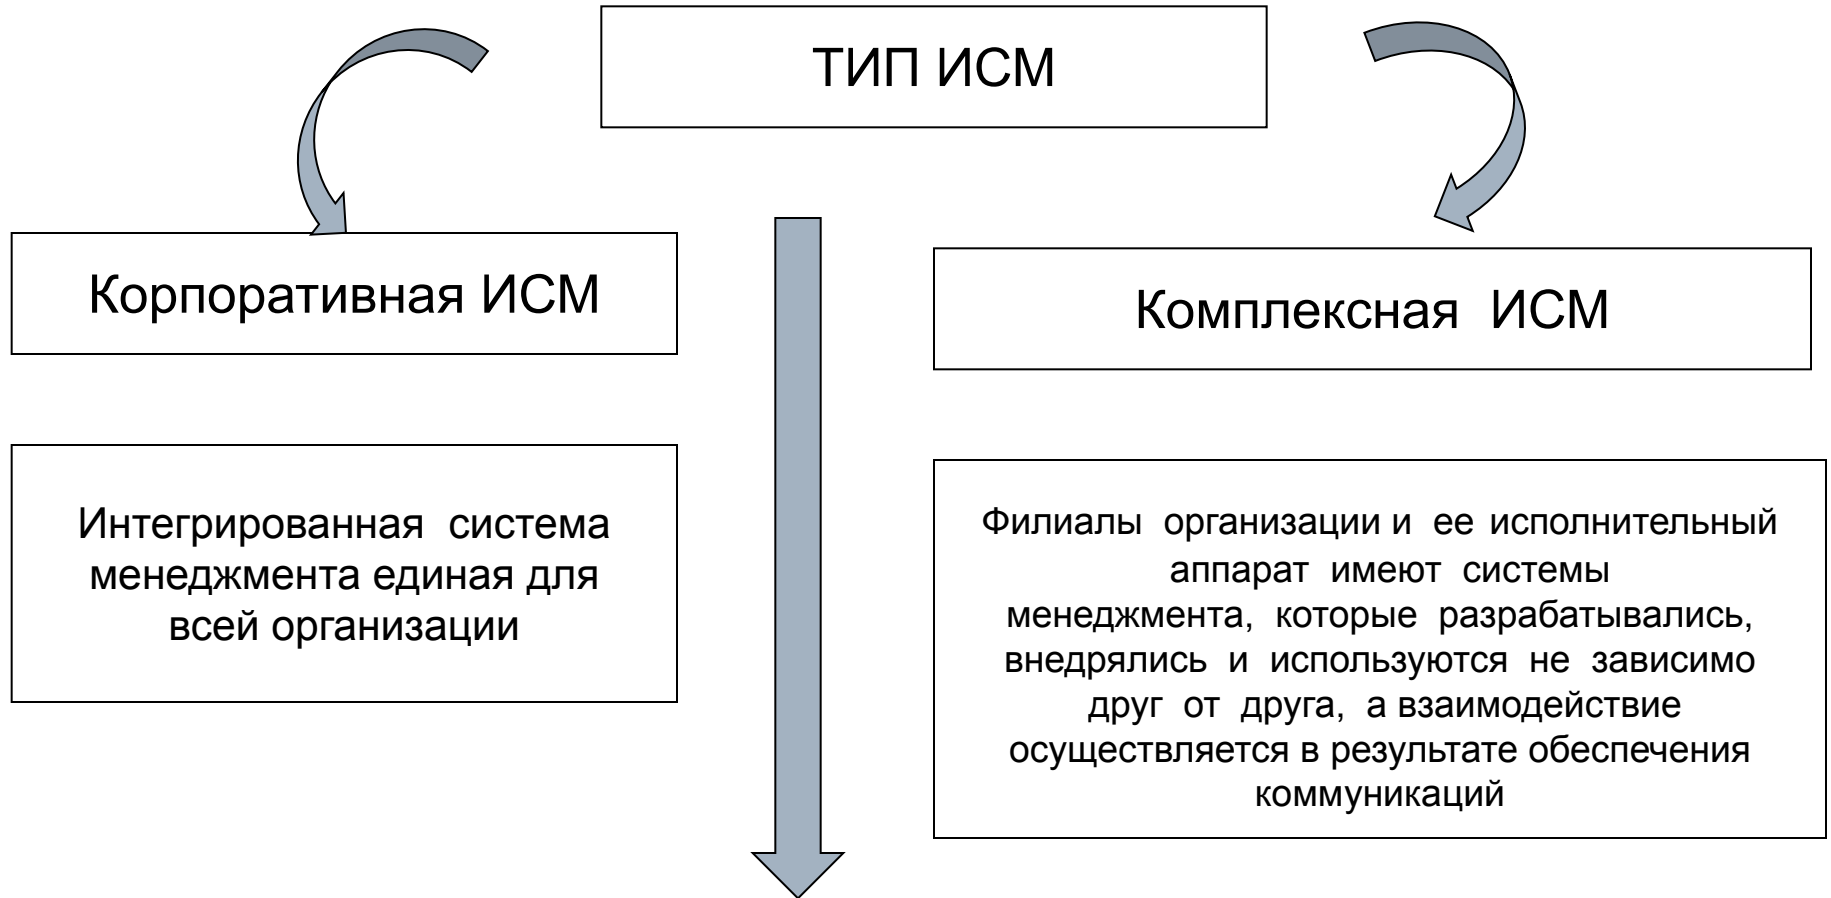 ТИП ИСМ
Корпоративная ИСМ
Комплексная ИСМ
Интегрированная система
менеджмента единая для
всей организации
Филиалы организации и ее исполнительный
аппарат имеют системы
менеджмента, которые разрабатывались,
внедрялись и используются не зависимо
друг от друга, а взаимодействие
осуществляется в результате обеспечения
коммуникаций